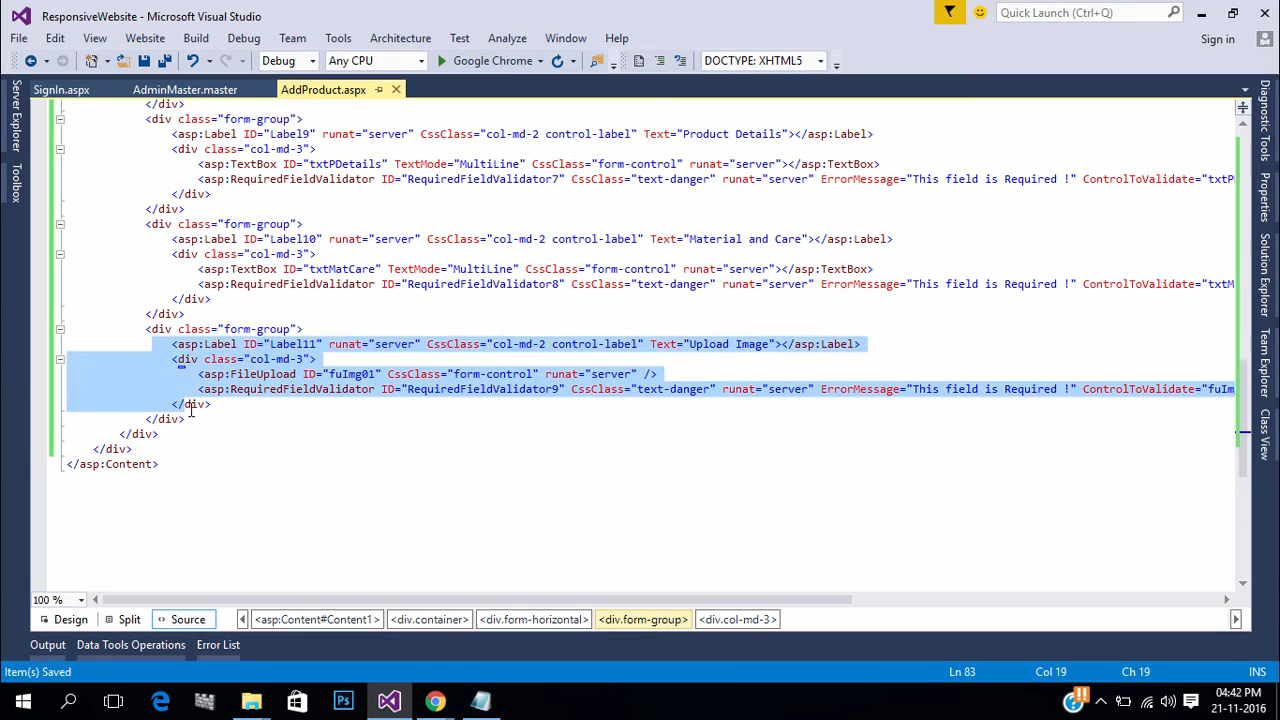 ResponsiveWebsite - Microsoft Visual Studio
Quick Launch (Ctrl+Q)
File Edit View Website Build Debug Team Tools Architecture Test Analyze Window Help
Sign in
Debug Any CPU Google Chrome DOCTYPE: XHTML5
SignIn.aspx AdminMaster.master AddProduct.aspx
Server Explorer
Toolbox
</div>
<div class="form-group">
<asp:Label ID="Label9" runat="server" CssClass="col-md-2 control-label" Text="Product Details"></asp:Label>
<div class="col-md-3">
<asp:TextBox ID="txtPDetails" TextMode="MultiLine" CssClass="form-control" runat="server"></asp:TextBox>
<asp:RequiredFieldValidator ID="RequiredFieldValidator7" CssClass="text-danger" runat="server" ErrorMessage="This field is Required !" ControlToValidate="txtP
</div>
</div>
<div class="form-group">
<asp:Label ID="Label10" runat="server" CssClass="col-md-2 control-label" Text="Material and Care"></asp:Label>
<div class="col-md-3">
<asp:TextBox ID="txtMatCare" TextMode="MultiLine" CssClass="form-control" runat="server"></asp:TextBox>
<asp:RequiredFieldValidator ID="RequiredFieldValidator8" CssClass="text-danger" runat="server" ErrorMessage="This field is Required !" ControlToValidate="txtM
</div>
</div>
<div class="form-group">
<asp:Label ID="Label11" runat="server" CssClass="col-md-2 control-label" Text="Upload Image"></asp:Label>
<div class="col-md-3">
<asp:FileUpload ID="fuImg01" CssClass="form-control" runat="server" />
<asp:RequiredFieldValidator ID="RequiredFieldValidator9" CssClass="text-danger" runat="server" ErrorMessage="This field is Required !" ControlToValidate="fuIm
</div>
</div>
</div>
</div>
</asp:Content>
Diagnostic Tools
Properties
Team Explorer
Class View
100 %
Design Split Source <asp:Content#Content1> <div.container> <div.form-horizontal> <div.form-group> <div.col-md-3>
Output Data Tools Operations Error List
Item(s) Saved Ln 83 Col 19 Ch 19 INS
04:42 PM
21-11-2016